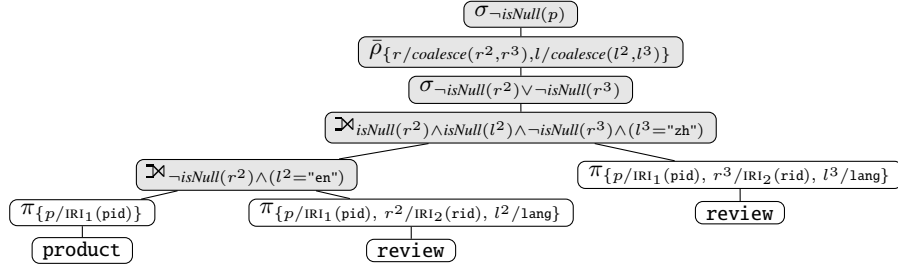 σ¬isNull(p)
ρ̄{r/coalesce(r²,r³),l/coalesce(l²,l³)}
σ¬isNull(r²)∨¬isNull(r³)
⟕isNull(r²)∧isNull(l²)∧¬isNull(r³)∧(l³="zh")
⟕¬isNull(r²)∧(l²="en")
π{p/IRI₁(pid), r³/IRI₂(rid), l³/lang}
π{p/IRI₁(pid)}
π{p/IRI₁(pid), r²/IRI₂(rid), l²/lang}
review
product
review